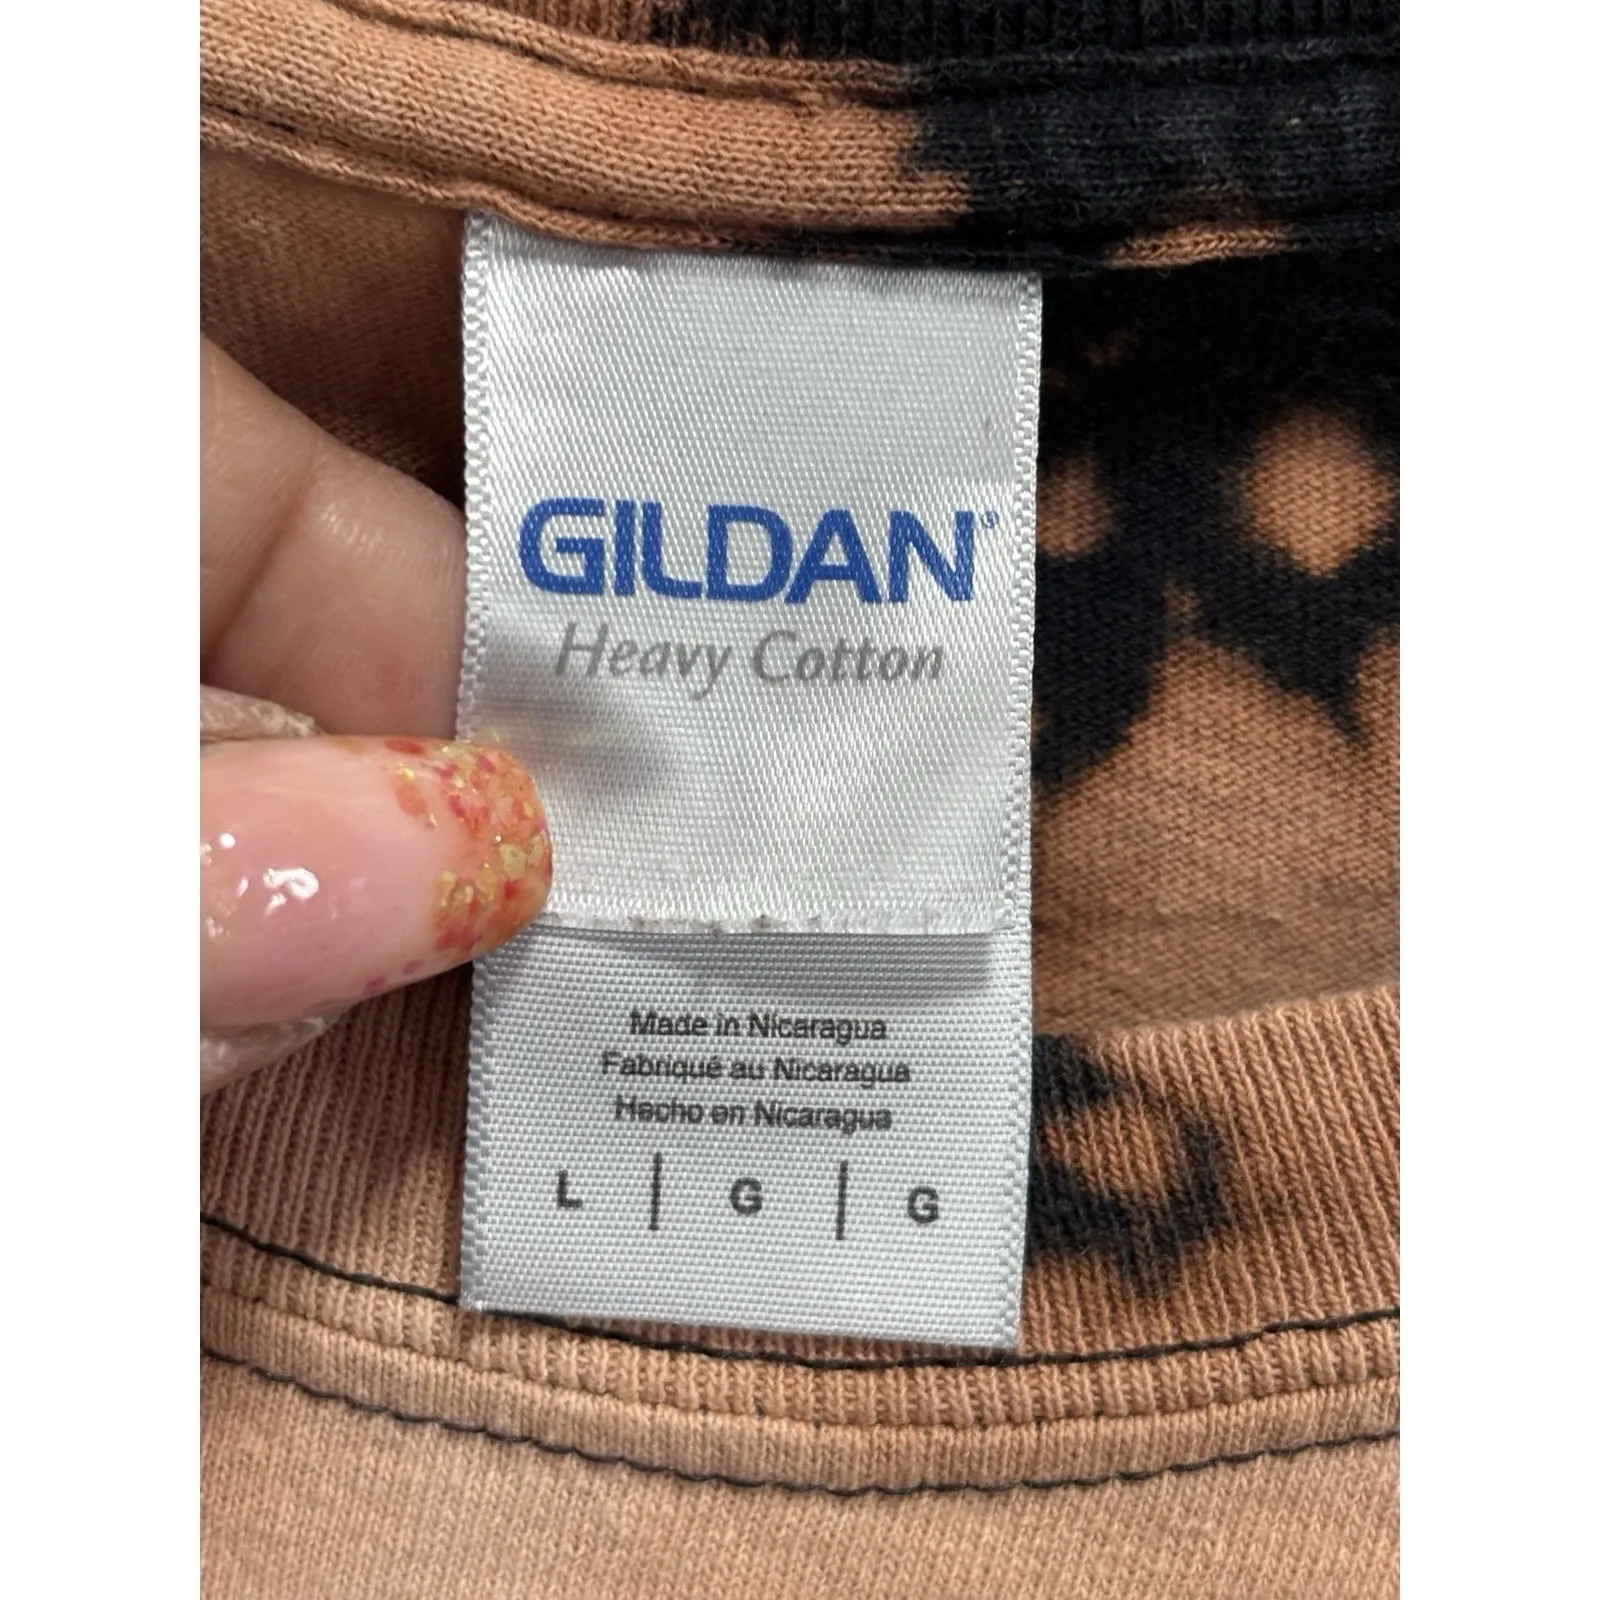 GILDAN®
Heavy Cotton
Made in Nicaragua
Fabriqué au Nicaragua
Hecho en Nicaragua
L | G | G